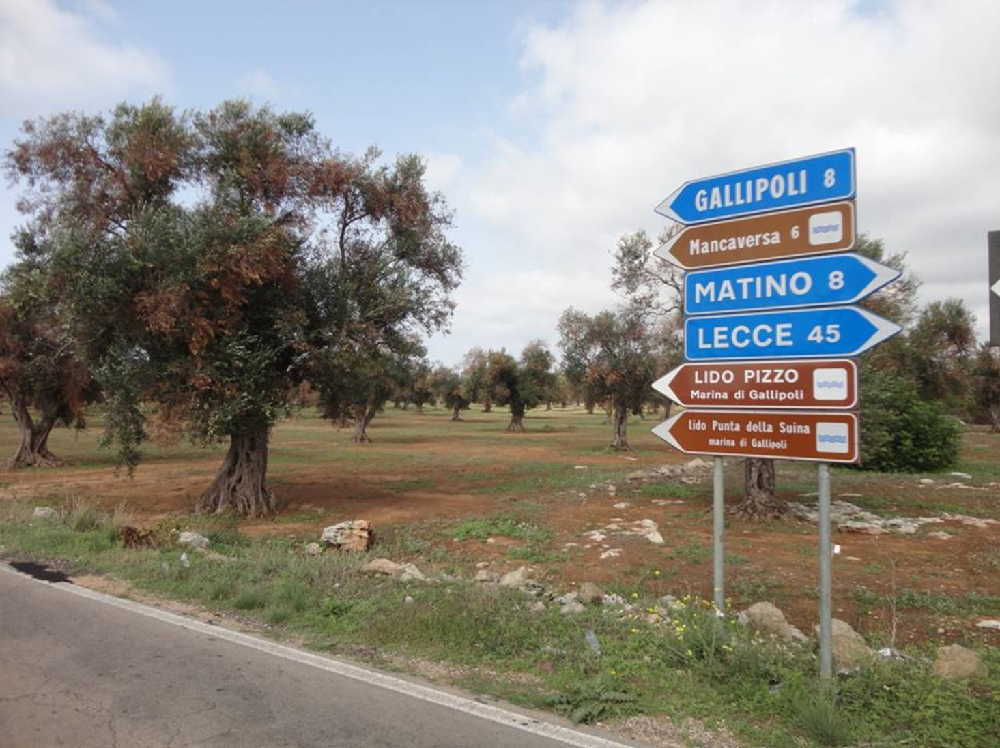 GALLIPOLI 8
Mancaversa 6
MATINO 8
LECCE 45
LIDO PIZZO
Marina di Gallipoli
lido Punta della Suina
marina di Gallipoli